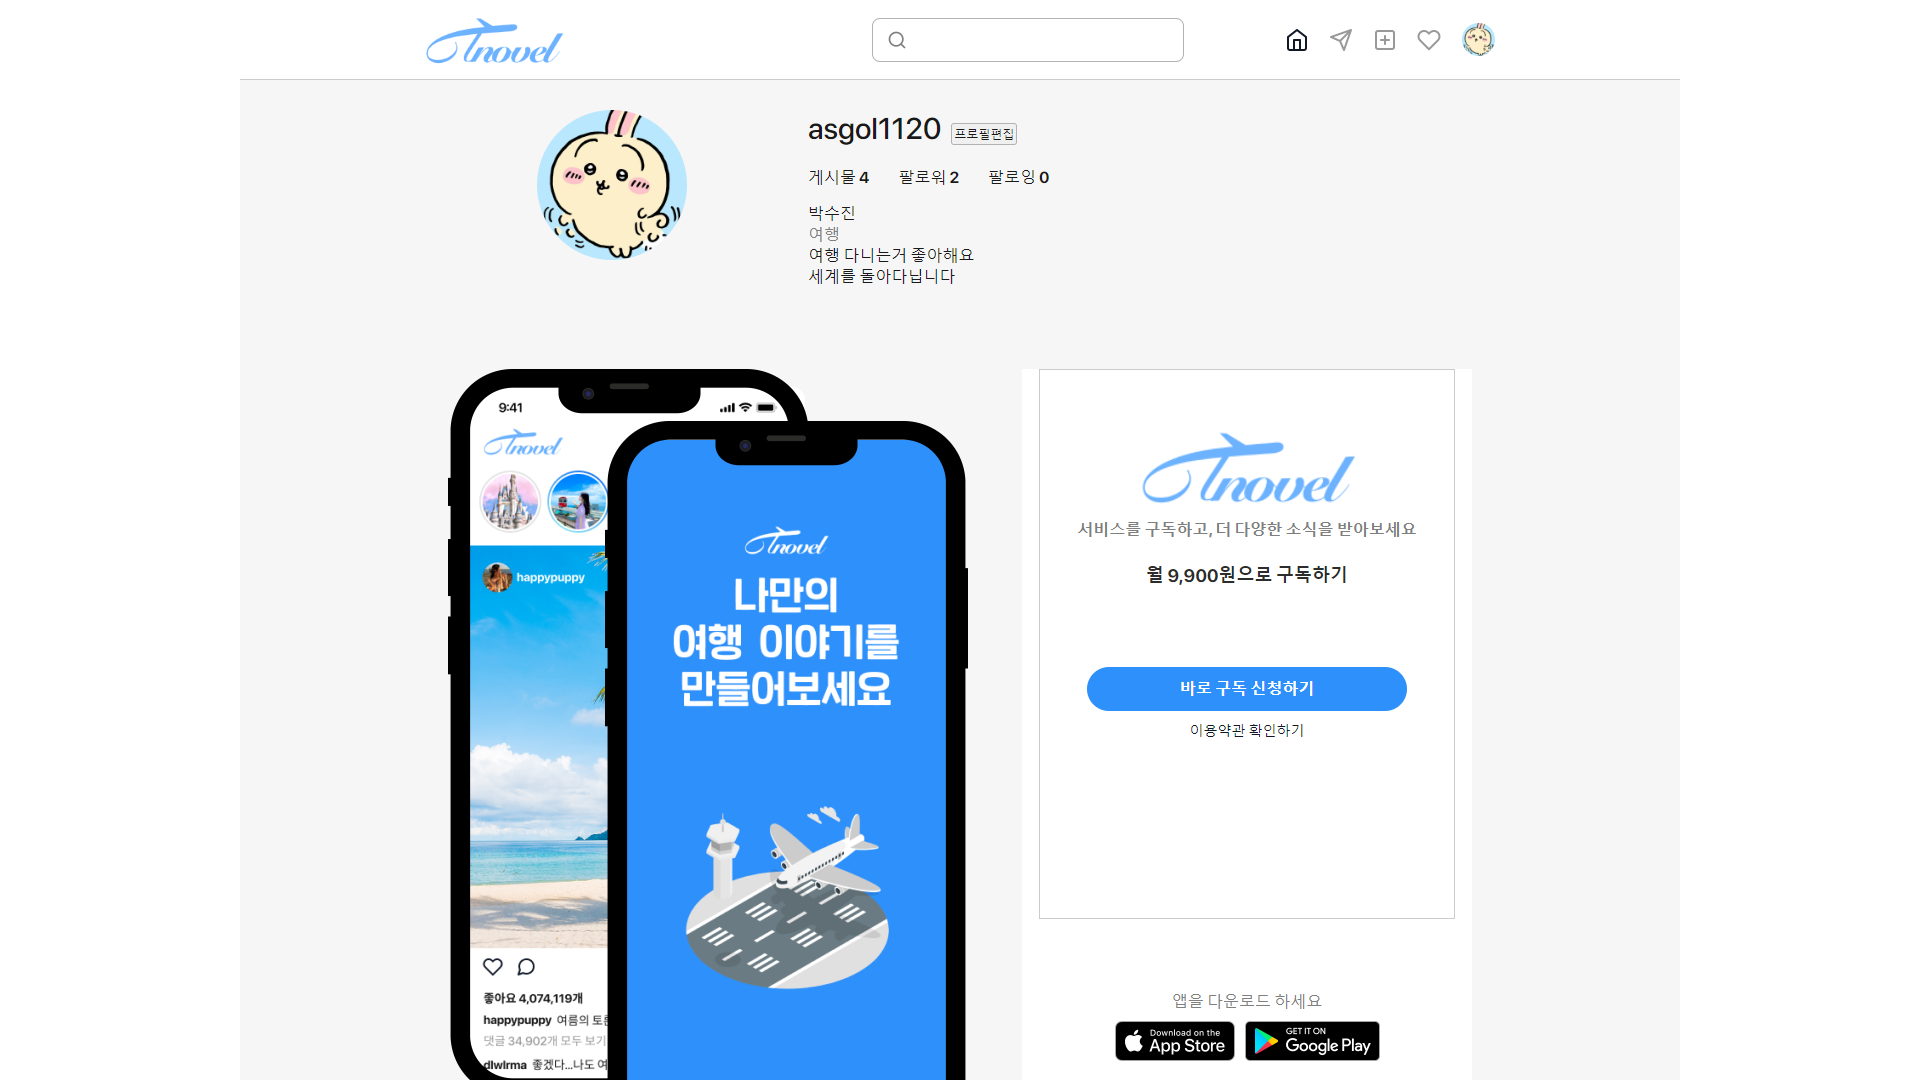 Tnovel
asgol1120 프로필편집
게시물 4 팔로워 2 팔로잉 0
박수진
여행
여행 다니는거 좋아해요
세계를 돌아다닙니다
9:41
Tnovel
happypuppy
좋아요 4,074,119개
happypuppy 여름의
댓글 34,902개 모두 보기
dlwlrma 좋겠다...나도 여
Tnovel
나만의
여행 이야기를
만들어보세요
Tnovel
서비스를 구독하고, 더 다양한 소식을 받아보세요
월 9,900원으로 구독하기
바로 구독 신청하기
이용약관 확인하기
앱을 다운로드 하세요
Download on the
App Store
GET IT ON
Google Play